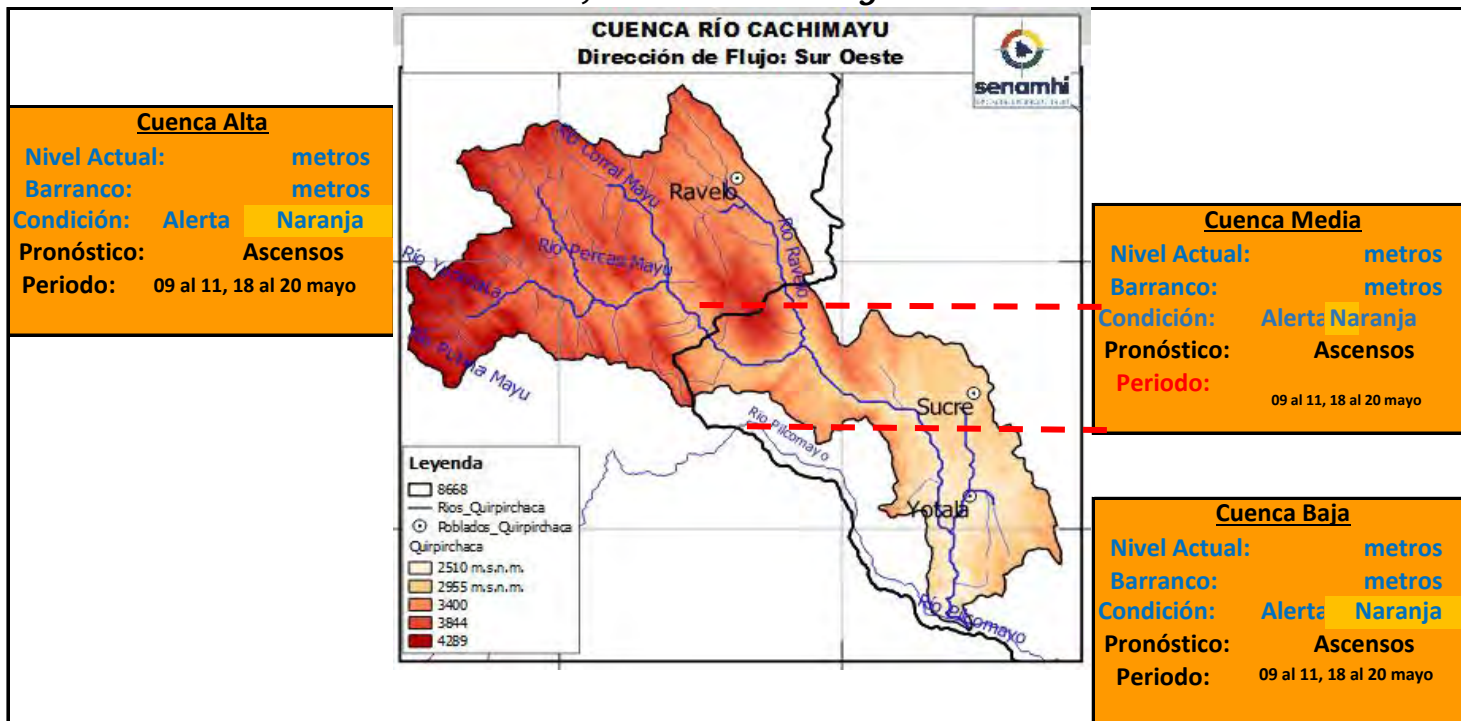 CUENCA RÍO CACHIMAYU
Dirección de Flujo: Sur Oeste
senamhi
Cuenca Alta
Nivel Actual: metros
Barranco: metros
Condición: Alerta Naranja
Pronóstico: Ascensos
Periodo: 09 al 11, 18 al 20 mayo
Río Corral Mayu
Ravelo
Río Ravelo
Río Percas Mayu
Río
Mayu
Sucre
Río Pilcomayo
Yotala
Río Pilcomayo
Leyenda
8668
Rios_Quirpirchaca
Poblados_Quirpirchaca
Quirpirchaca
2510 m.s.n.m.
2955 m.s.n.m.
3400
3844
4289
Cuenca Media
Nivel Actual: metros
Barranco: metros
Condición: Alerta Naranja
Pronóstico: Ascensos
Periodo:
09 al 11, 18 al 20 mayo
Cuenca Baja
Nivel Actual: metros
Barranco: metros
Condición: Alerta Naranja
Pronóstico: Ascensos
Periodo: 09 al 11, 18 al 20 mayo